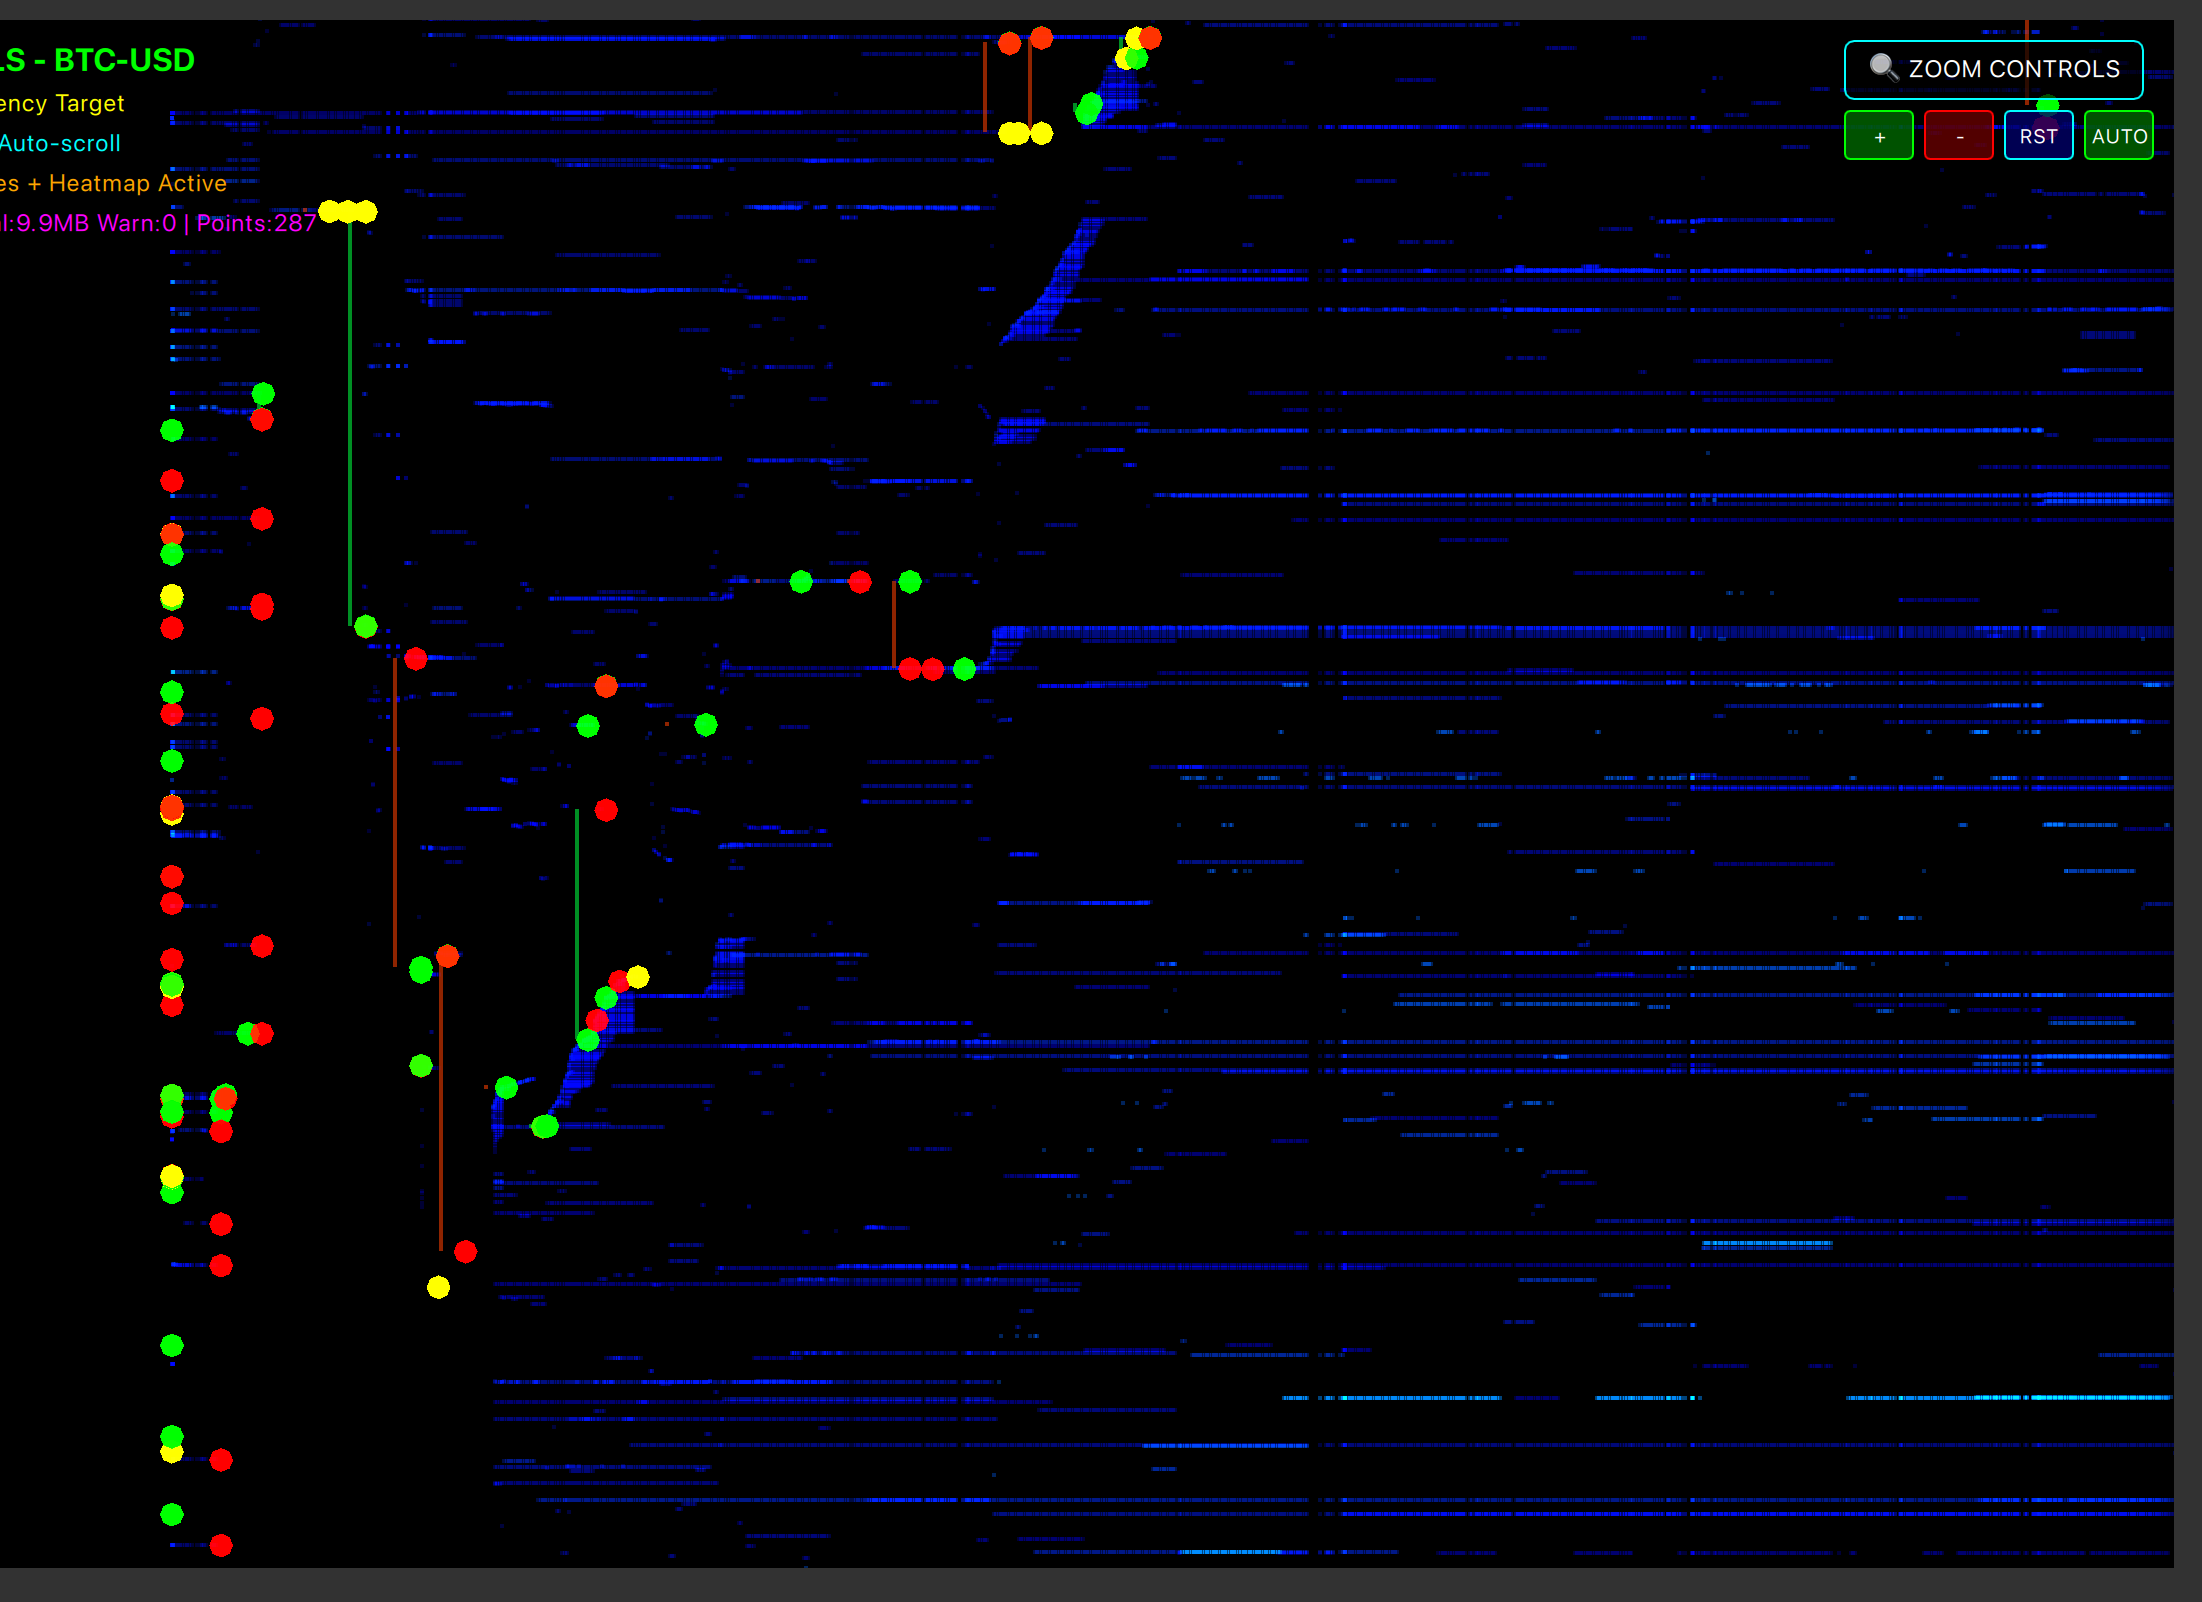 LS - BTC-USD
ency Target
Auto-scroll
es + Heatmap Active
al:9.9MB Warn:0 | Points:287
ZOOM CONTROLS
+ - RST AUTO